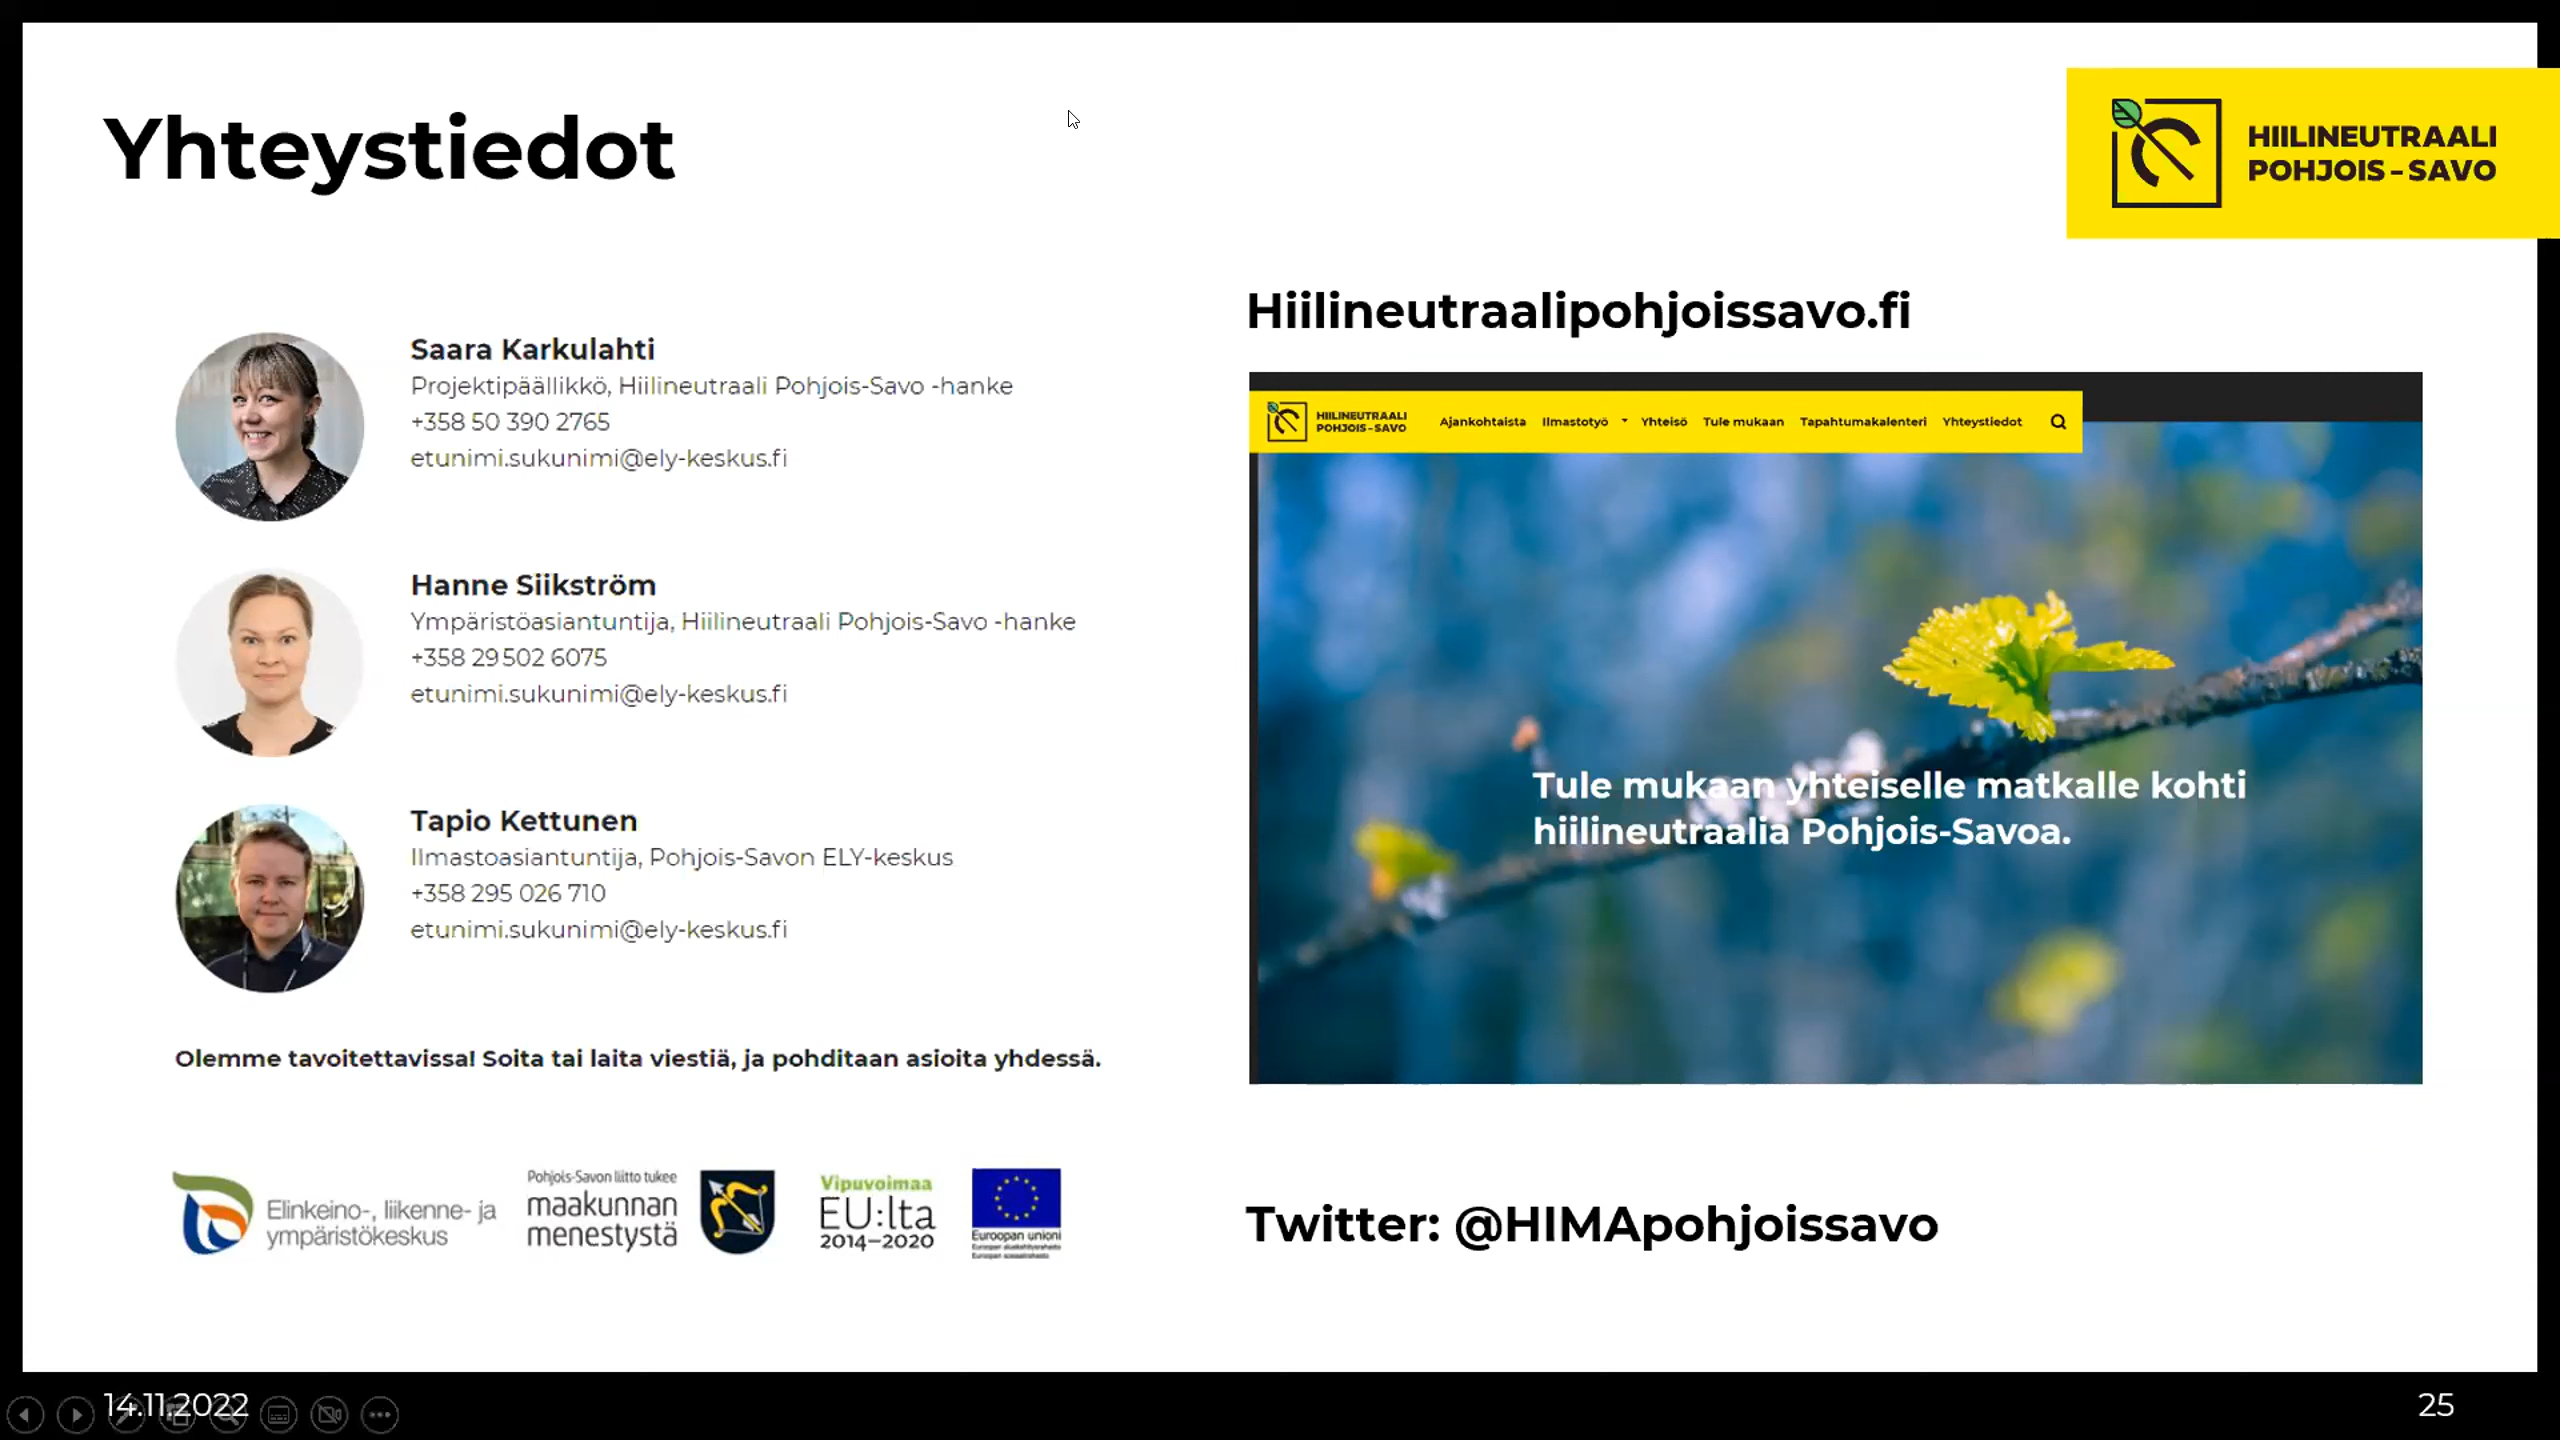 Yhteystiedot
HIILINEUTRAALI
POHJOIS-SAVO
Saara Karkulahti
Projektipäällikkö, Hiilineutraali Pohjois-Savo -hanke
+358 50 390 2765
etunimi.sukunimi@ely-keskus.fi
Hanne Siikström
Ympäristöasiantuntija, Hiilineutraali Pohjois-Savo -hanke
+358 29 502 6075
etunimi.sukunimi@ely-keskus.fi
Tapio Kettunen
Ilmastoasiantuntija, Pohjois-Savon ELY-keskus
+358 295 026 710
etunimi.sukunimi@ely-keskus.fi
Olemme tavoitettavissa! Soita tai laita viestiä, ja pohditaan asioita yhdessä.
Elinkeino-, liikenne- ja
ympäristökeskus
Pohjois-Savon liitto tukee
maakunnan
menestystä
Vipuvoimaa
EU:lta
2014–2020
Euroopan unioni
Euroopan aluekehitysrahasto
Euroopan sosiaalirahasto
Hiilineutraalipohjoissavo.fi
HIILINEUTRAALI
POHJOIS-SAVO
Ajankohtaista Ilmastotyö Yhteisö Tule mukaan Tapahtumakalenteri Yhteystiedot
Tule mukaan yhteiselle matkalle kohti
hiilineutraalia Pohjois-Savoa.
Twitter: @HIMApohjoissavo
14.11.2022
25